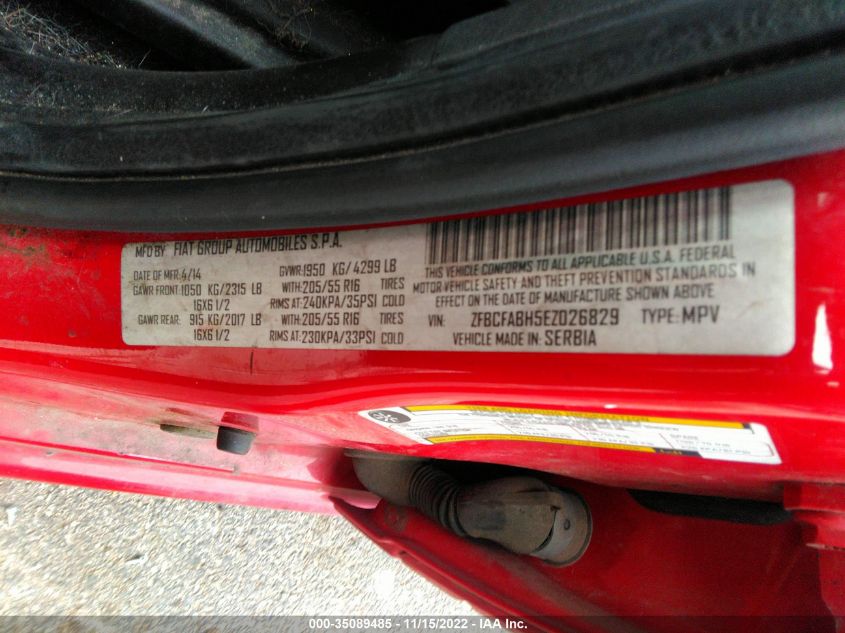 MFD BY: FIAT GROUP AUTOMOBILES S.P.A.
DATE OF MFR: 4/14 GVWR: 1950 KG/4299 LB
GAWR FRONT: 1050 KG/2315 LB WITH: 205/55 R16 TIRES
16X6 1/2 RIMS AT: 240KPA/35PSI COLD
GAWR REAR: 915 KG/2017 LB WITH: 205/55 R16 TIRES
16X6 1/2 RIMS AT: 230KPA/33PSI COLD
THIS VEHICLE CONFORMS TO ALL APPLICABLE U.S.A. FEDERAL
MOTOR VEHICLE SAFETY AND THEFT PREVENTION STANDARDS IN
EFFECT ON THE DATE OF MANUFACTURE SHOWN ABOVE
VIN: ZFBCFABH5EZ026829 TYPE: MPV
VEHICLE MADE IN: SERBIA
SPARE
000-35089485 - 11/15/2022 - IAA Inc.